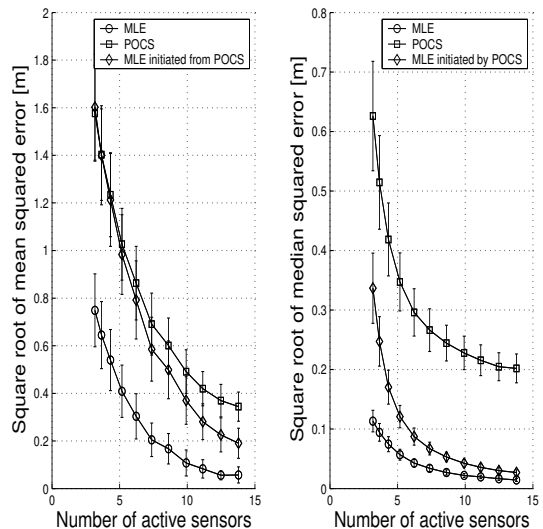 MLE
POCS
MLE initiated from POCS
2
1.8
1.6
1.4
1.2
1
0.8
0.6
0.4
0.2
0
5
10
15
Square root of mean squared error [m]
Number of active sensors
MLE
POCS
MLE initiated by POCS
0.8
0.7
0.6
0.5
0.4
0.3
0.2
0.1
0
0
5
10
15
Square root of median squared error [m]
Number of active sensors